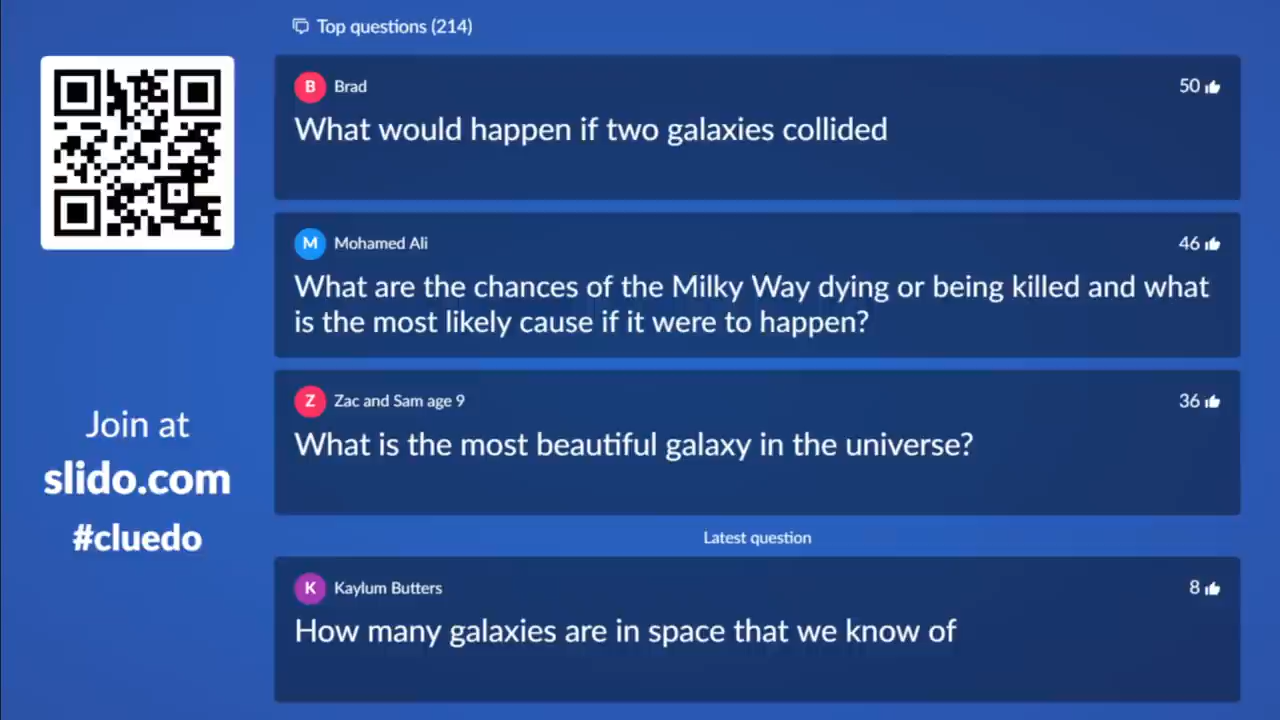 Top questions (214)
B Brad 50
What would happen if two galaxies collided
M Mohamed Ali 46
What are the chances of the Milky Way dying or being killed and what
is the most likely cause if it were to happen?
Z Zac and Sam age 9 36
What is the most beautiful galaxy in the universe?
Latest question
K Kaylum Butters 8
How many galaxies are in space that we know of
Join at
slido.com
#cluedo